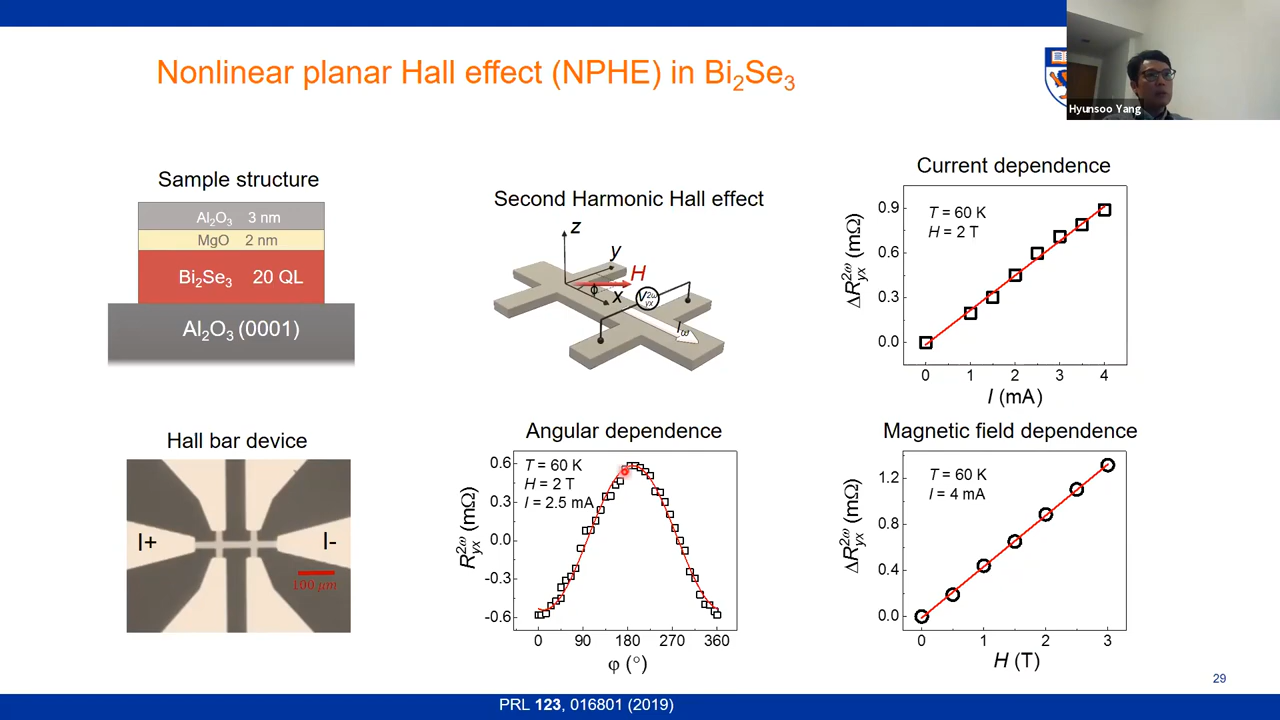 Nonlinear planar Hall effect (NPHE) in Bi₂Se₃
Hyunsoo Yang
Sample structure
Al₂O₃ 3 nm
MgO 2 nm
Bi₂Se₃ 20 QL
Al₂O₃ (0001)
Second Harmonic Hall effect
z
y
H
ϕ
x
V²ω yx
Iω
Current dependence
ΔR²ω yx (mΩ)
0.9
0.6
0.3
0.0
T = 60 K
H = 2 T
0 1 2 3 4
I (mA)
Hall bar device
I+
I-
100 μm
Angular dependence
R²ω yx (mΩ)
0.6
0.3
0.0
-0.3
-0.6
T = 60 K
H = 2 T
I = 2.5 mA
0 90 180 270 360
φ (°)
Magnetic field dependence
ΔR²ω yx (mΩ)
1.2
0.8
0.4
0.0
T = 60 K
I = 4 mA
0 1 2 3
H (T)
29
PRL 123, 016801 (2019)